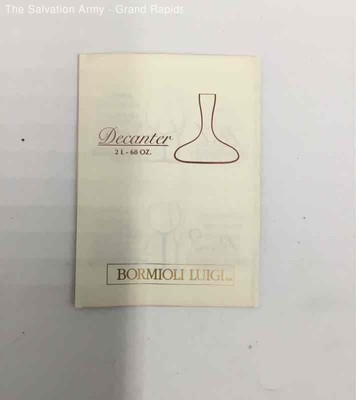 The Salvation Army - Grand Rapids
Decanter
2 L - 68 OZ.
BORMIOLI LUIGI